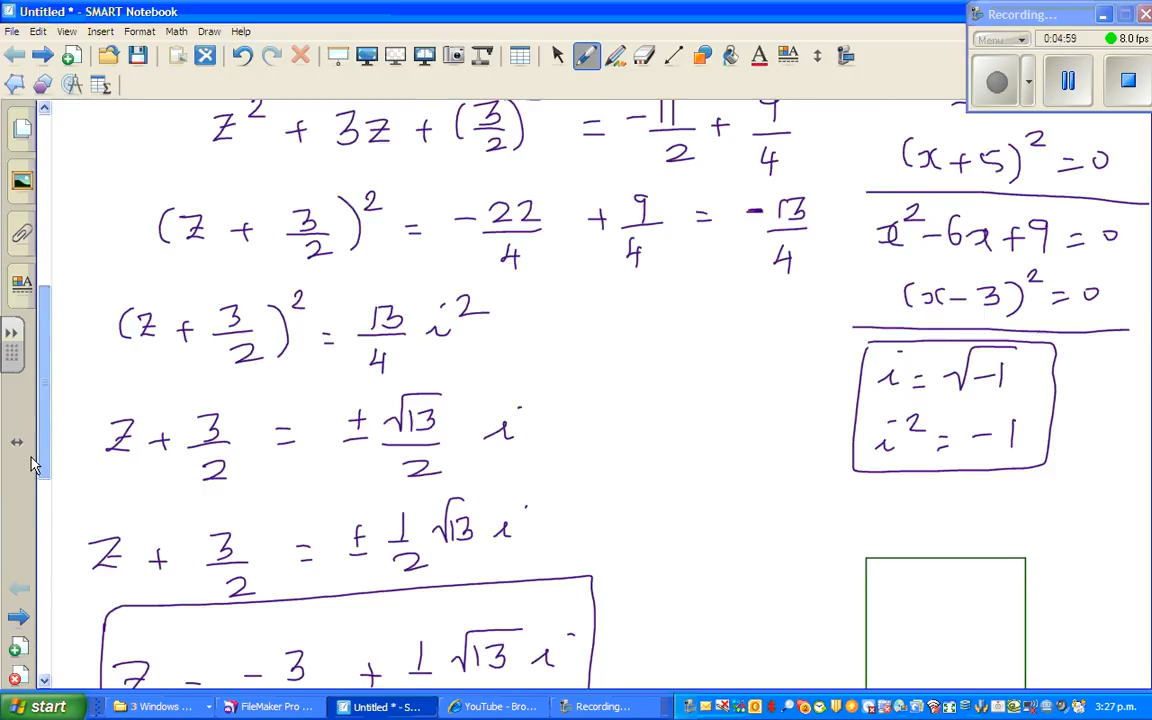 Untitled * - SMART Notebook
File Edit View Insert Format Math Draw Help
Recording...
Menu 0:04:59 8.0 fps
z² + 3z + (3/2) = -11/2 + 9/4
(z + 3/2)² = -22/4 + 9/4 = -13/4
(z + 3/2)² = 13/4 i²
z + 3/2 = ± √13/2 i
z + 3/2 = ± 1/2 √13 i
z = -3 ± 1 √13 i
(x+5)² = 0
x² - 6x + 9 = 0
(x - 3)² = 0
i = √-1
i² = -1
start 3 Windows ... FileMaker Pro ... Untitled * - S... YouTube - Bro... Recording... 3:27 p.m.